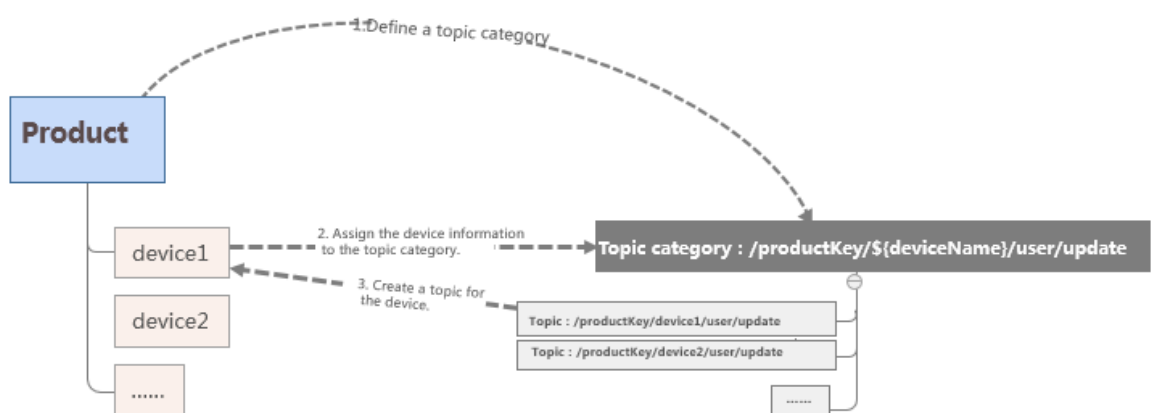 1.Define a topic category
Product
device1
2. Assign the device information
to the topic category.
Topic category : /productKey/${deviceName}/user/update
3. Create a topic for
the device.
device2
Topic : /productKey/device1/user/update
Topic : /productKey/device2/user/update
......
......